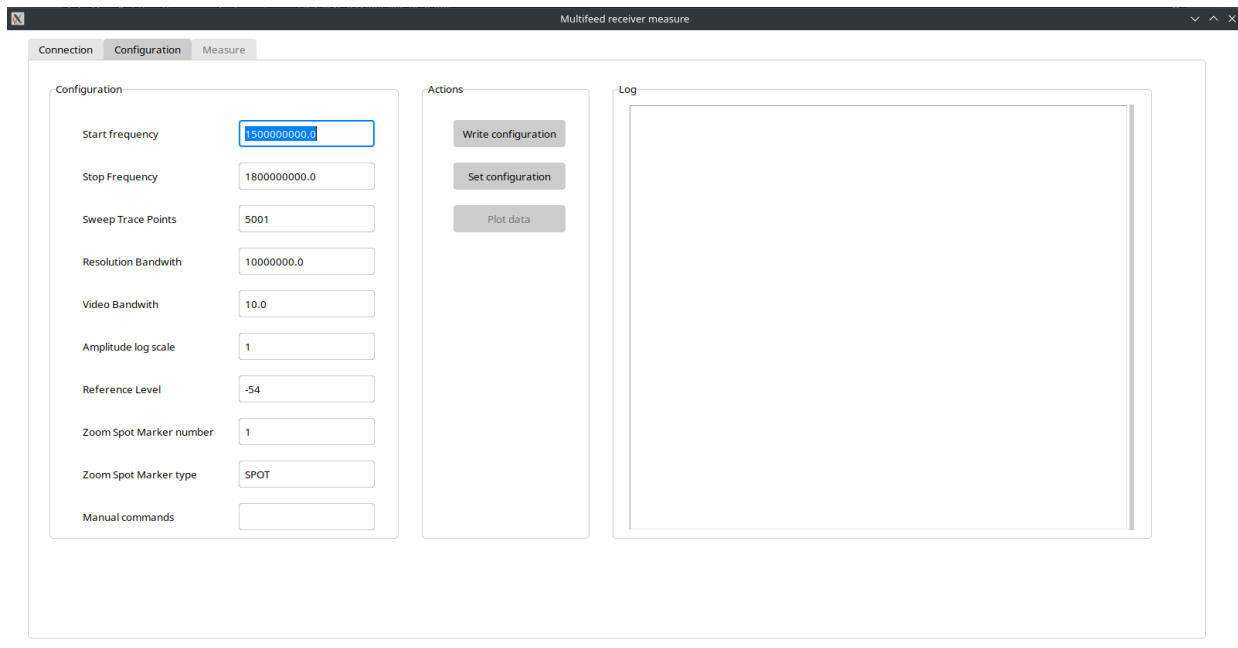 Multifeed receiver measure
Connection Configuration Measure
Configuration
Start frequency 1500000000.0
Stop Frequency 1800000000.0
Sweep Trace Points 5001
Resolution Bandwith 10000000.0
Video Bandwith 10.0
Amplitude log scale 1
Reference Level -54
Zoom Spot Marker number 1
Zoom Spot Marker type SPOT
Manual commands
Actions
Write configuration
Set configuration
Plot data
Log